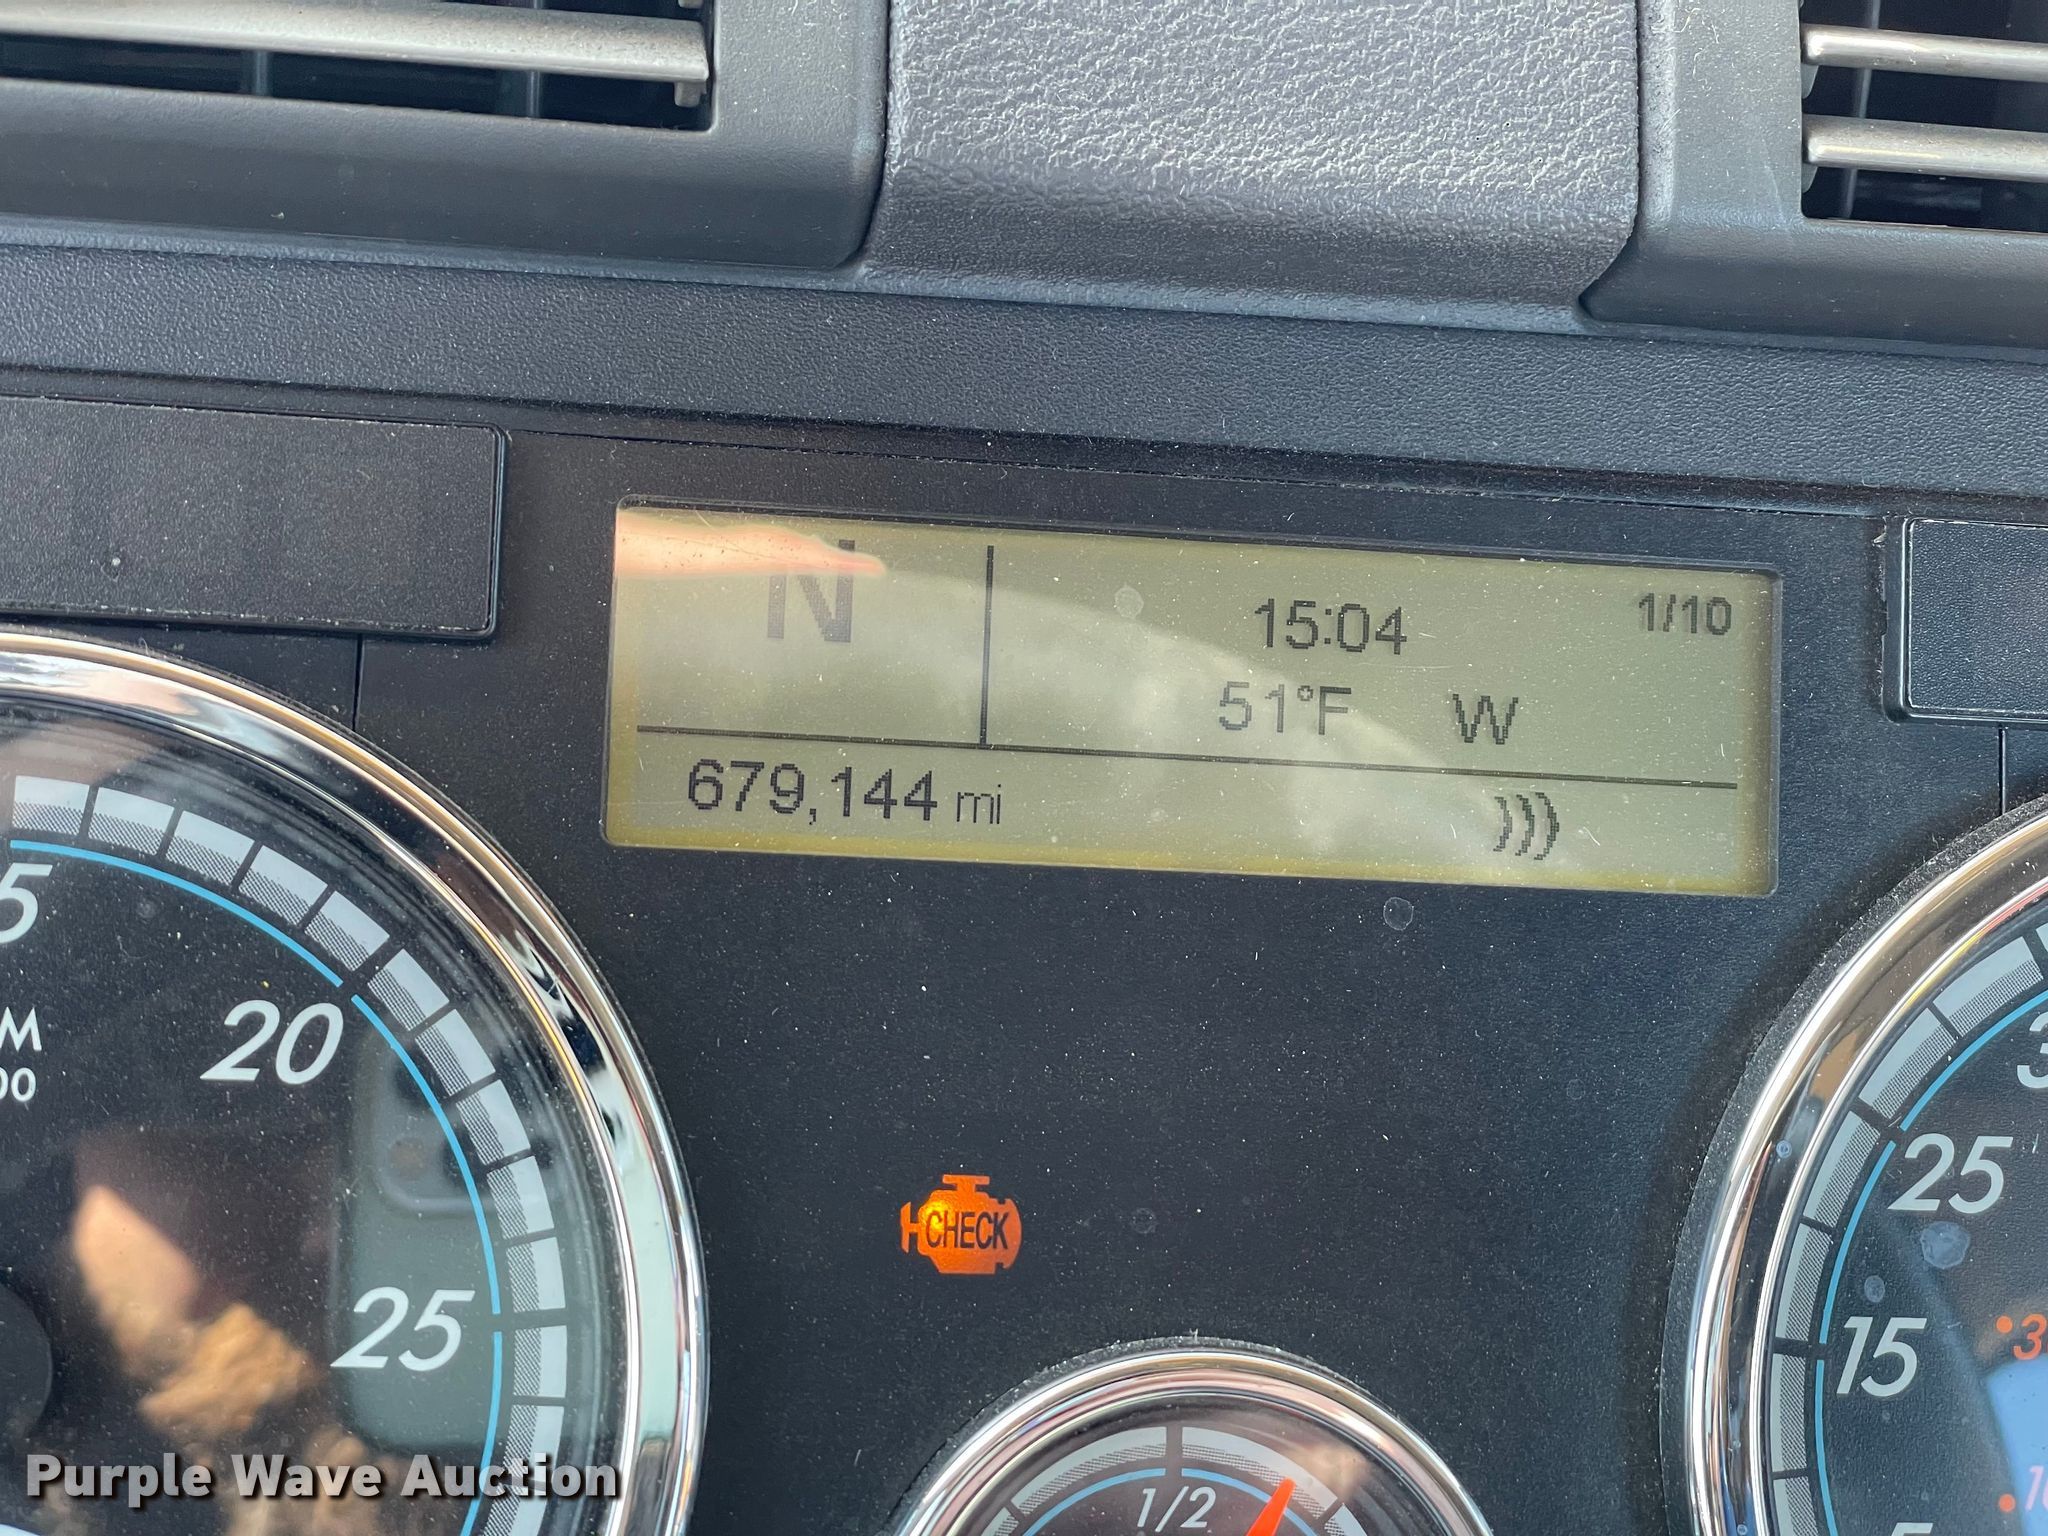 N
15:04
1/10
51°F W
679,144 mi
20
25
CHECK
1/2
25
15
Purple Wave Auction